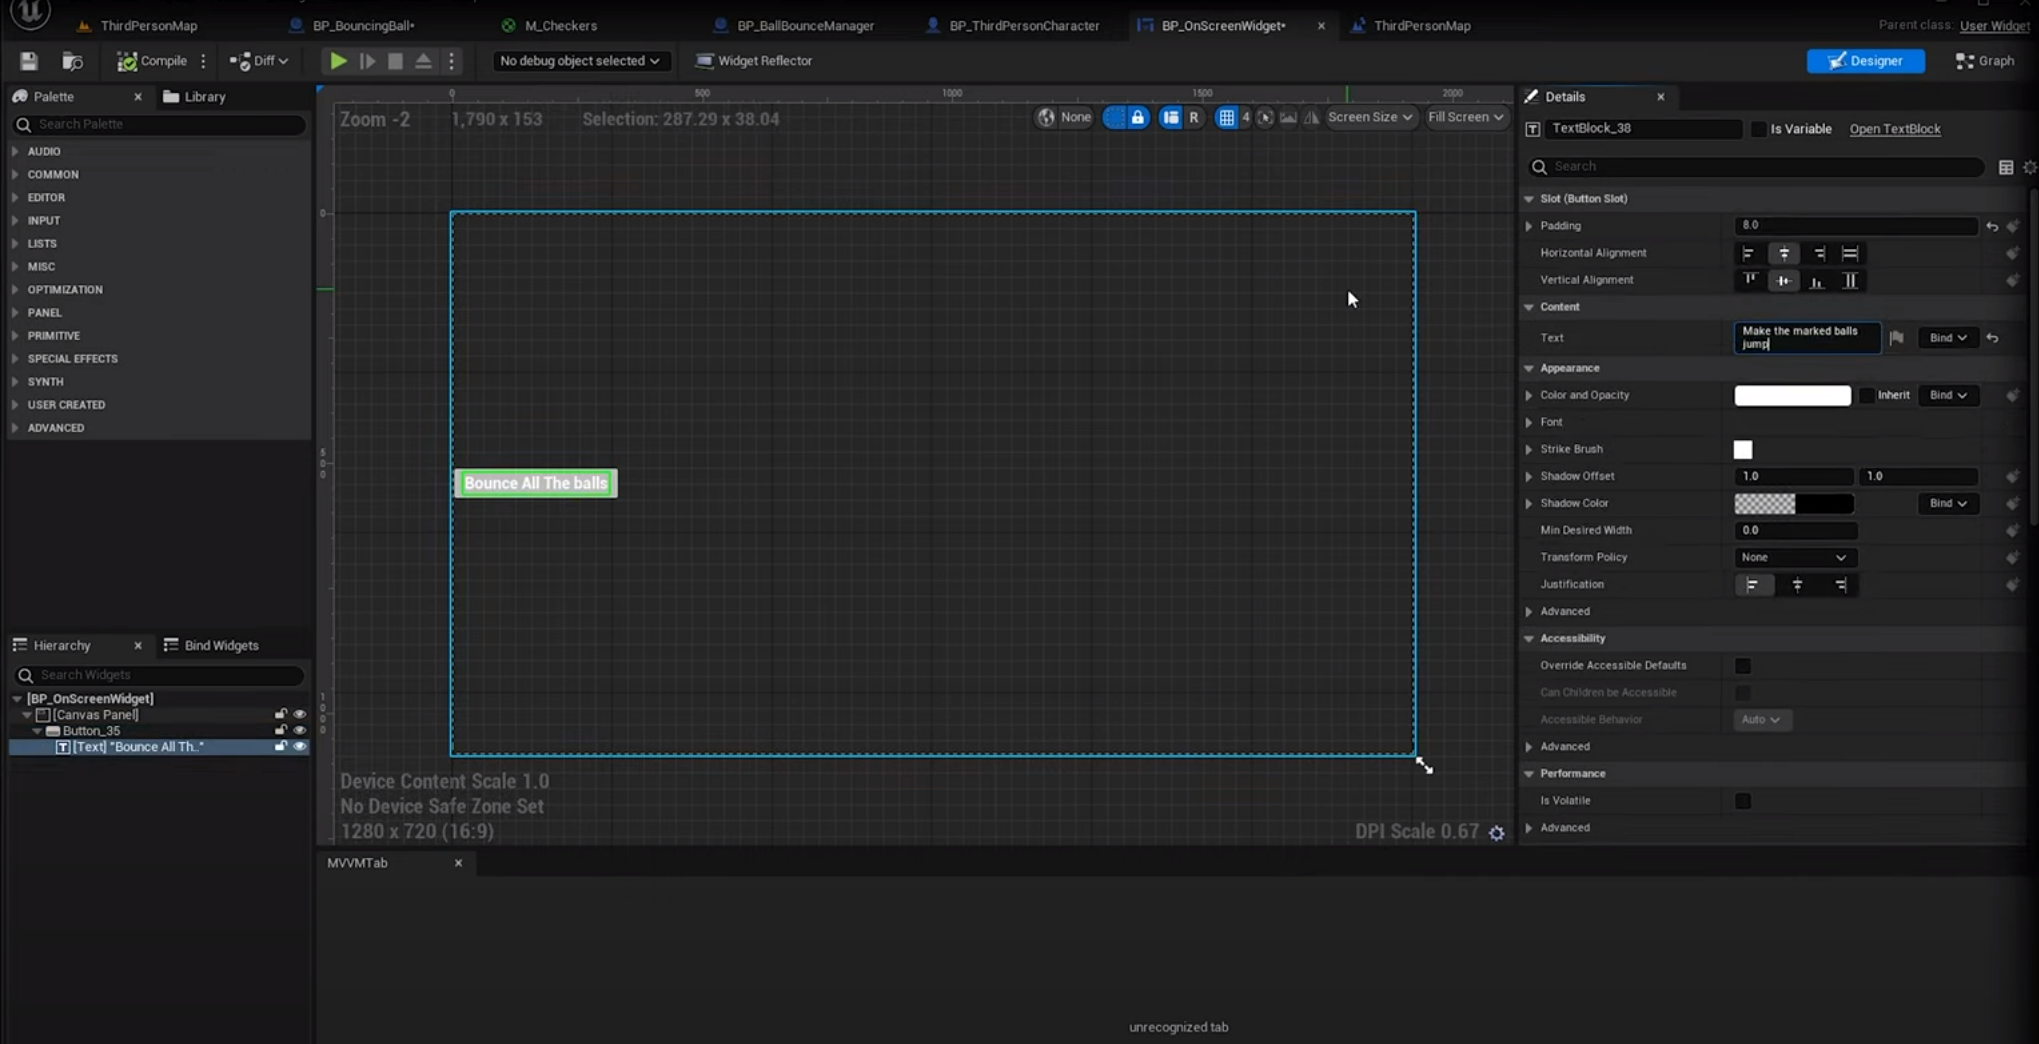 ThirdPersonMap
BP_BouncingBall•
M_Checkers
BP_BallBounceManager
BP_ThirdPersonCharacter
BP_OnScreenWidget•
ThirdPersonMap
Parent class: User Widget
Compile
Diff
No debug object selected
Widget Reflector
Designer
Graph
Palette
Library
Search Palette
AUDIO
COMMON
EDITOR
INPUT
LISTS
MISC
OPTIMIZATION
PANEL
PRIMITIVE
SPECIAL EFFECTS
SYNTH
USER CREATED
ADVANCED
Hierarchy
Bind Widgets
Search Widgets
[BP_OnScreenWidget]
[Canvas Panel]
Button_35
[Text] "Bounce All Th.."
0 500 1000 1500 2000
Zoom -2
1,790 x 153
Selection: 287.29 x 38.04
None
R
4
Screen Size
Fill Screen
0
500
1000
Bounce All The balls
Device Content Scale 1.0
No Device Safe Zone Set
1280 x 720 (16:9)
DPI Scale 0.67
MVVMTab
unrecognized tab
Details
TextBlock_38
Is Variable
Open TextBlock
Search
Slot (Button Slot)
Padding
8.0
Horizontal Alignment
Vertical Alignment
Content
Text
Make the marked balls
jump
Bind
Appearance
Color and Opacity
Inherit
Bind
Font
Strike Brush
Shadow Offset
1.0
1.0
Shadow Color
Bind
Min Desired Width
0.0
Transform Policy
None
Justification
Advanced
Accessibility
Override Accessible Defaults
Can Children be Accessible
Accessible Behavior
Auto
Advanced
Performance
Is Volatile
Advanced